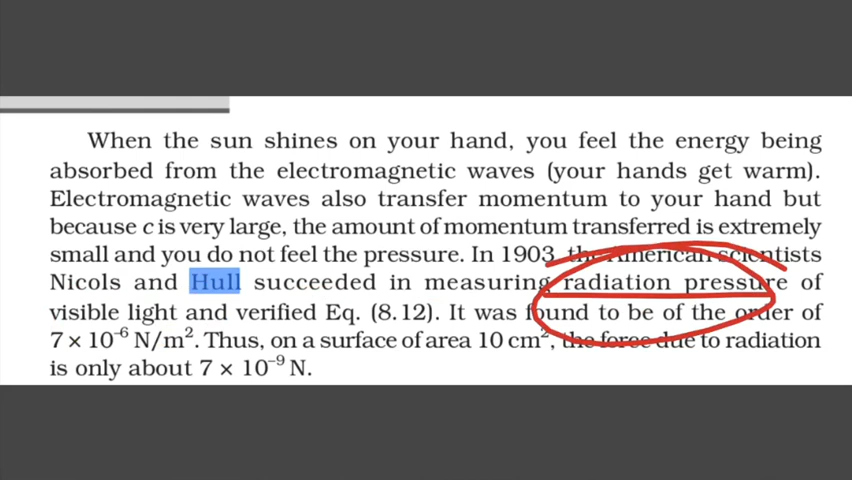 When the sun shines on your hand, you feel the energy being
absorbed from the electromagnetic waves (your hands get warm).
Electromagnetic waves also transfer momentum to your hand but
because c is very large, the amount of momentum transferred is extremely
small and you do not feel the pressure. In 1903, the American scientists
Nicols and Hull succeeded in measuring radiation pressure of
visible light and verified Eq. (8.12). It was found to be of the order of
7 × 10⁻⁶ N/m². Thus, on a surface of area 10 cm², the force due to radiation
is only about 7 × 10⁻⁹ N.